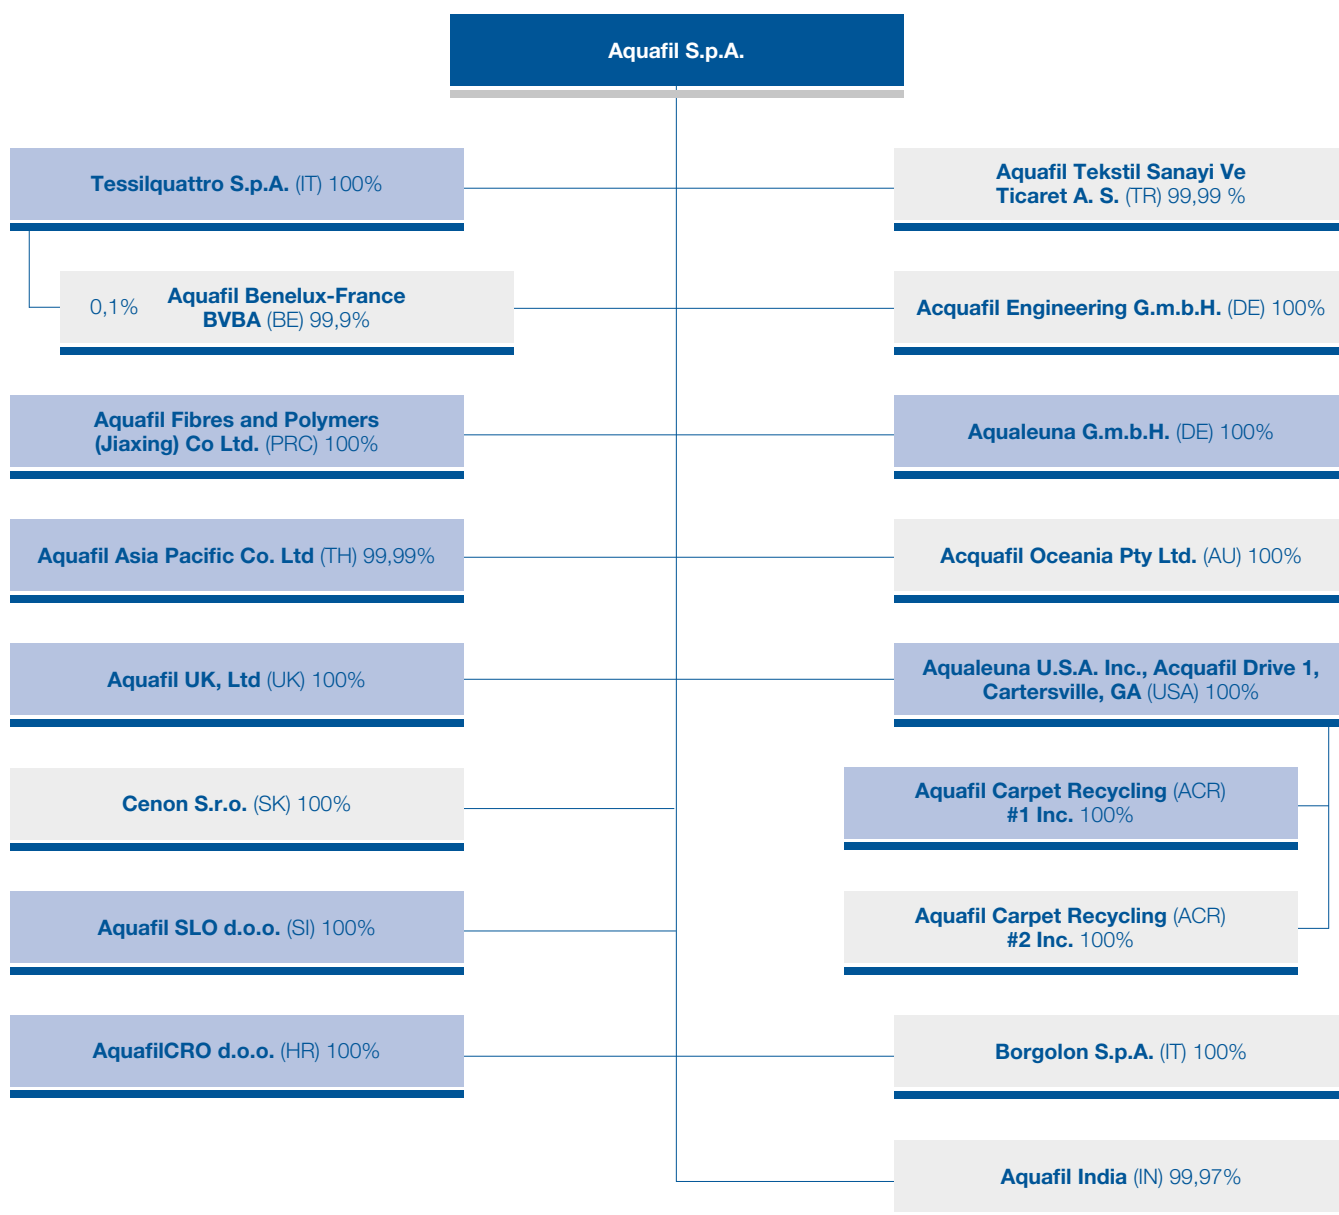 Aquafil S.p.A.
Tessilquattro S.p.A. (IT) 100%
Aquafil Tekstil Sanayi Ve
Ticaret A. S. (TR) 99,99 %
0,1%
Aquafil Benelux-France
BVBA (BE) 99,9%
Acquafil Engineering G.m.b.H. (DE) 100%
Aquafil Fibres and Polymers
(Jiaxing) Co Ltd. (PRC) 100%
Aqualeuna G.m.b.H. (DE) 100%
Aquafil Asia Pacific Co. Ltd (TH) 99,99%
Acquafil Oceania Pty Ltd. (AU) 100%
Aquafil UK, Ltd (UK) 100%
Aqualeuna U.S.A. Inc., Acquafil Drive 1,
Cartersville, GA (USA) 100%
Cenon S.r.o. (SK) 100%
Aquafil Carpet Recycling (ACR)
#1 Inc. 100%
Aquafil SLO d.o.o. (SI) 100%
Aquafil Carpet Recycling (ACR)
#2 Inc. 100%
AquafilCRO d.o.o. (HR) 100%
Borgolon S.p.A. (IT) 100%
Aquafil India (IN) 99,97%